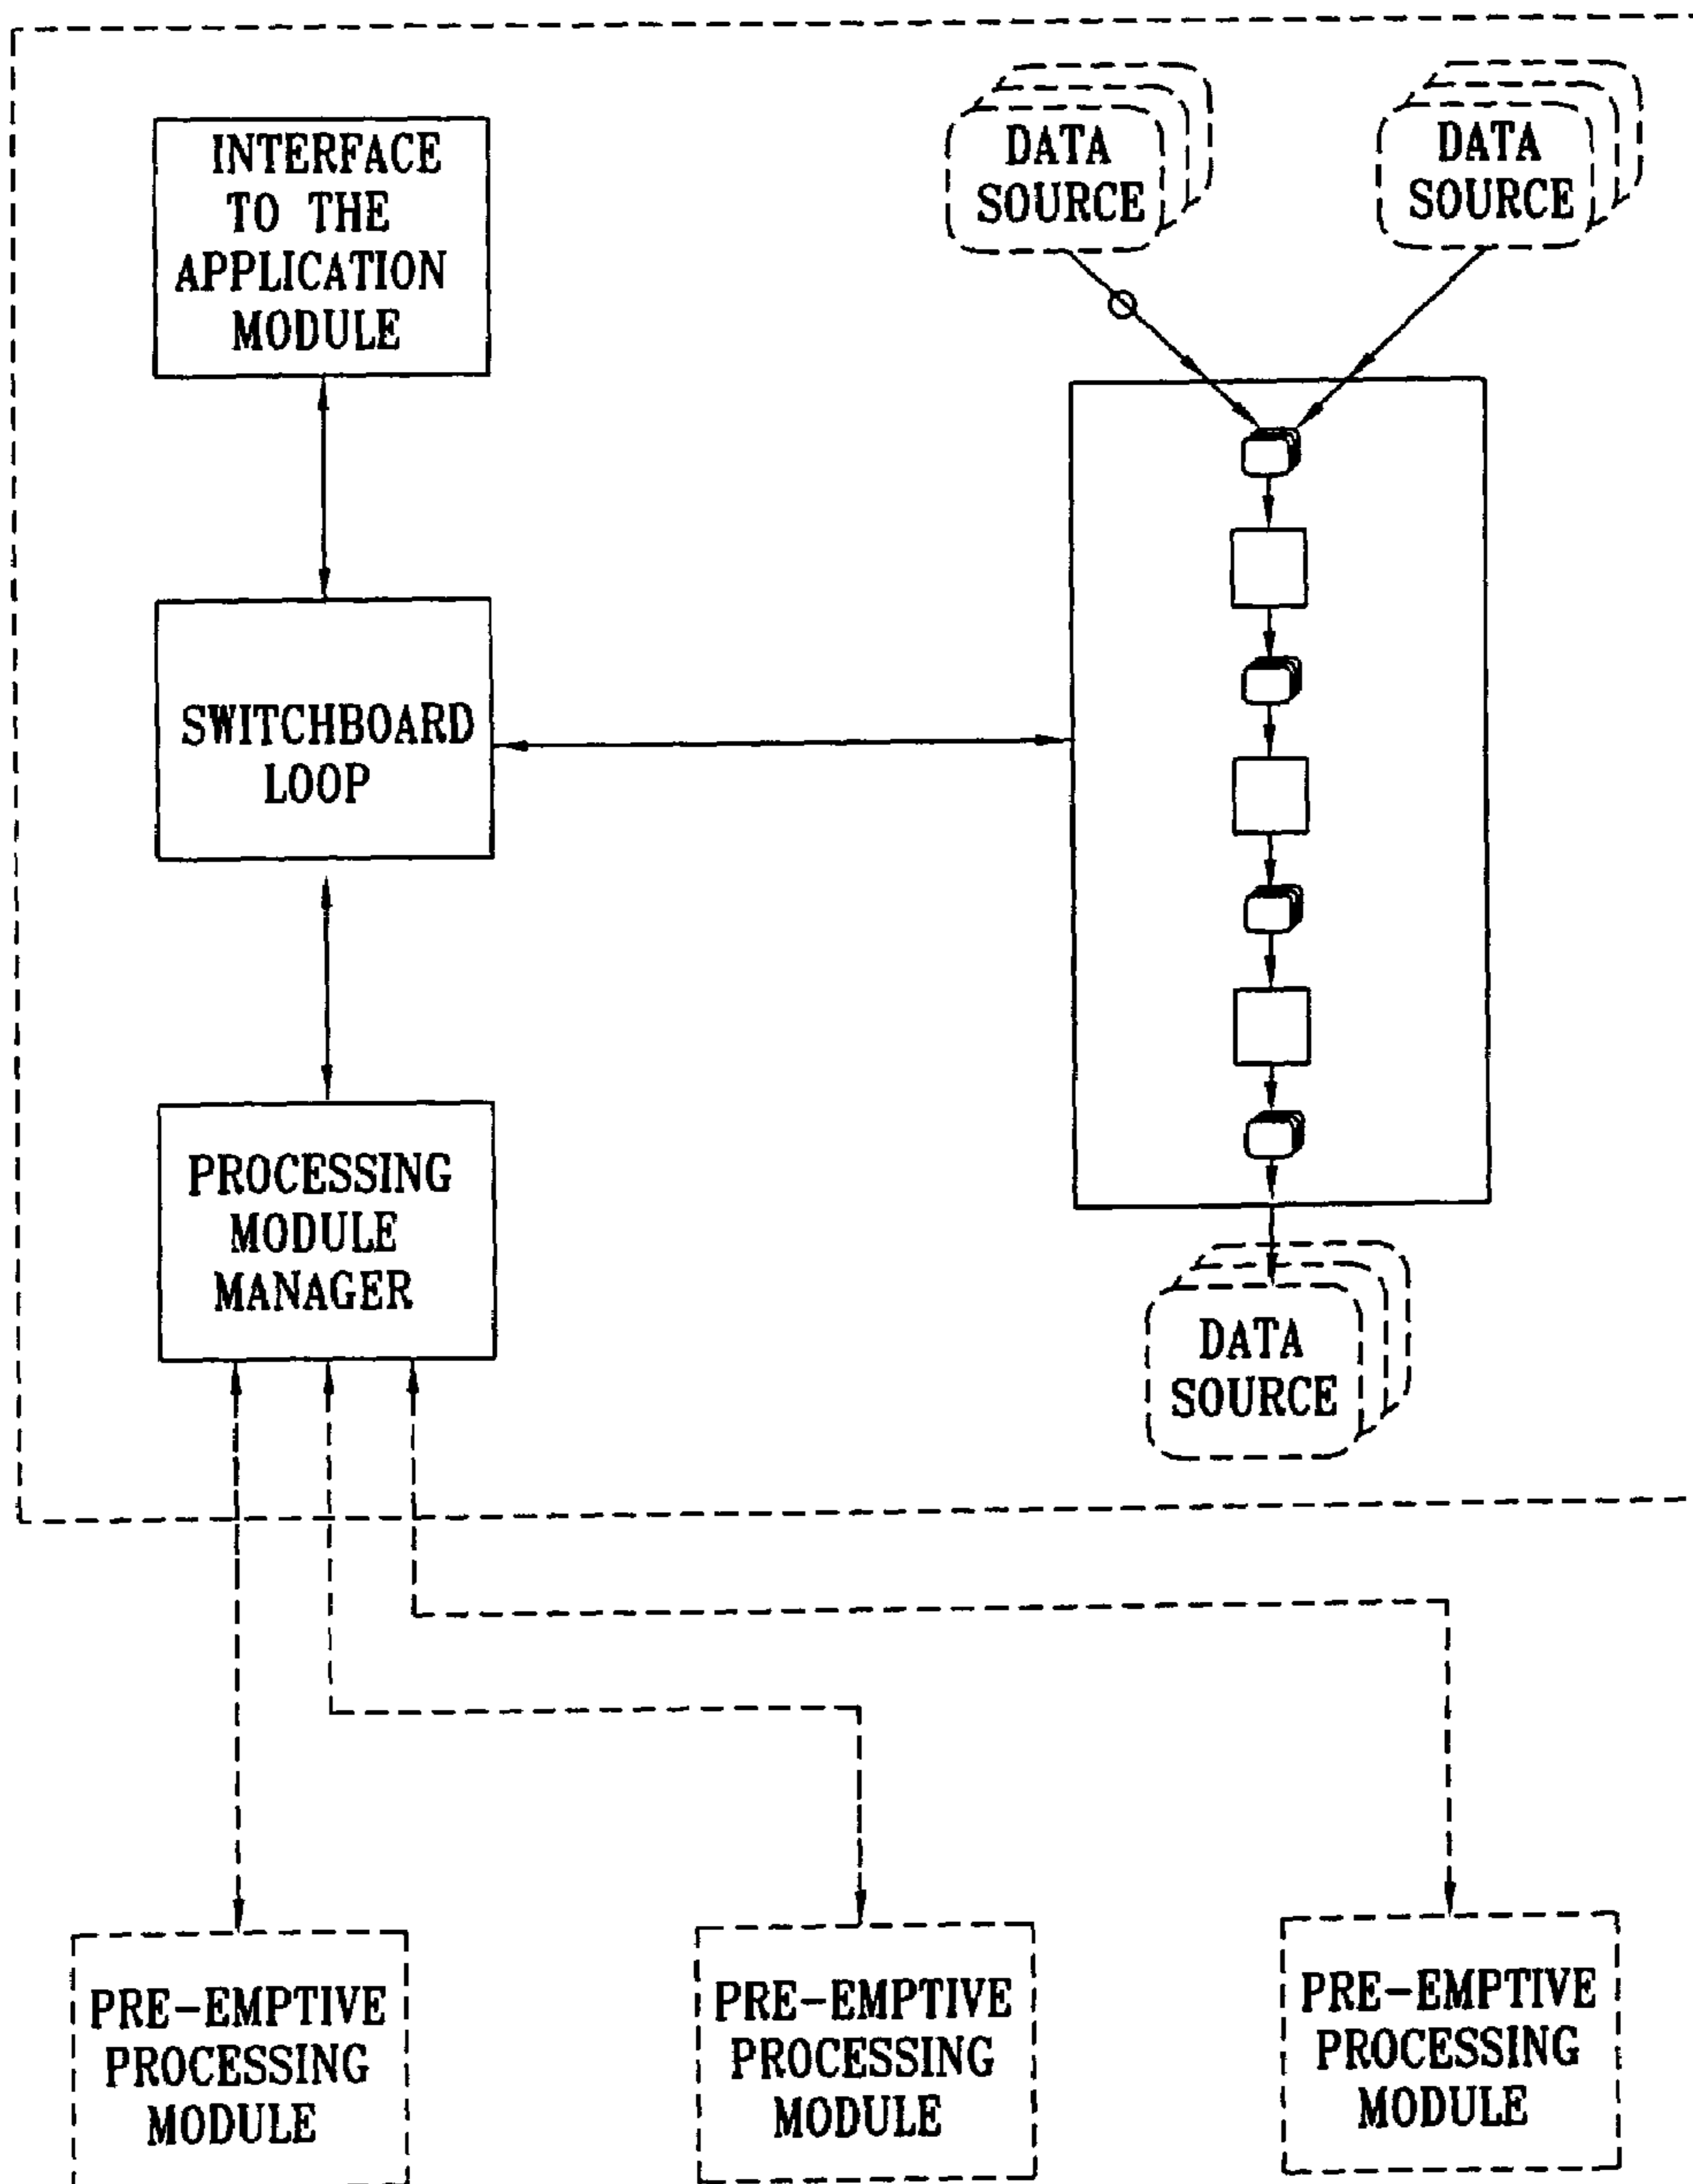 INTERFACE
TO THE
APPLICATION
MODULE
DATA
SOURCE
DATA
SOURCE
SWITCHBOARD
LOOP
PROCESSING
MODULE
MANAGER
DATA
SOURCE
PRE-EMPTIVE
PROCESSING
MODULE
PRE-EMPTIVE
PROCESSING
MODULE
PRE-EMPTIVE
PROCESSING
MODULE